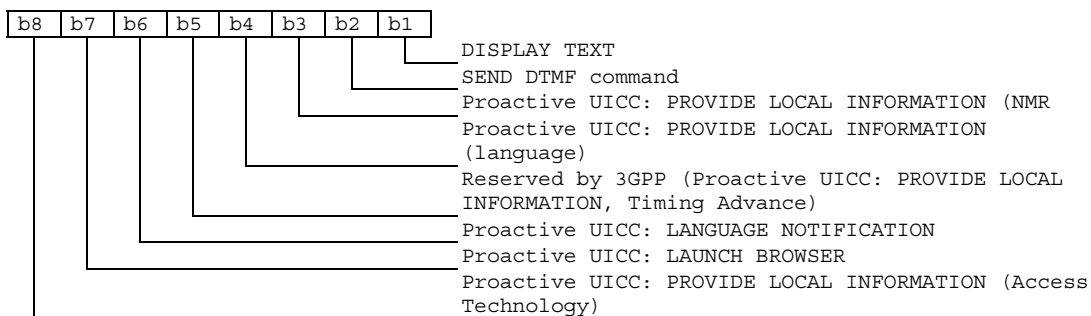 b8 b7 b6 b5 b4 b3 b2 b1
DISPLAY TEXT
SEND DTMF command
Proactive UICC: PROVIDE LOCAL INFORMATION (NMR
Proactive UICC: PROVIDE LOCAL INFORMATION
(language)
Reserved by 3GPP (Proactive UICC: PROVIDE LOCAL
INFORMATION, Timing Advance)
Proactive UICC: LANGUAGE NOTIFICATION
Proactive UICC: LAUNCH BROWSER
Proactive UICC: PROVIDE LOCAL INFORMATION (Access
Technology)